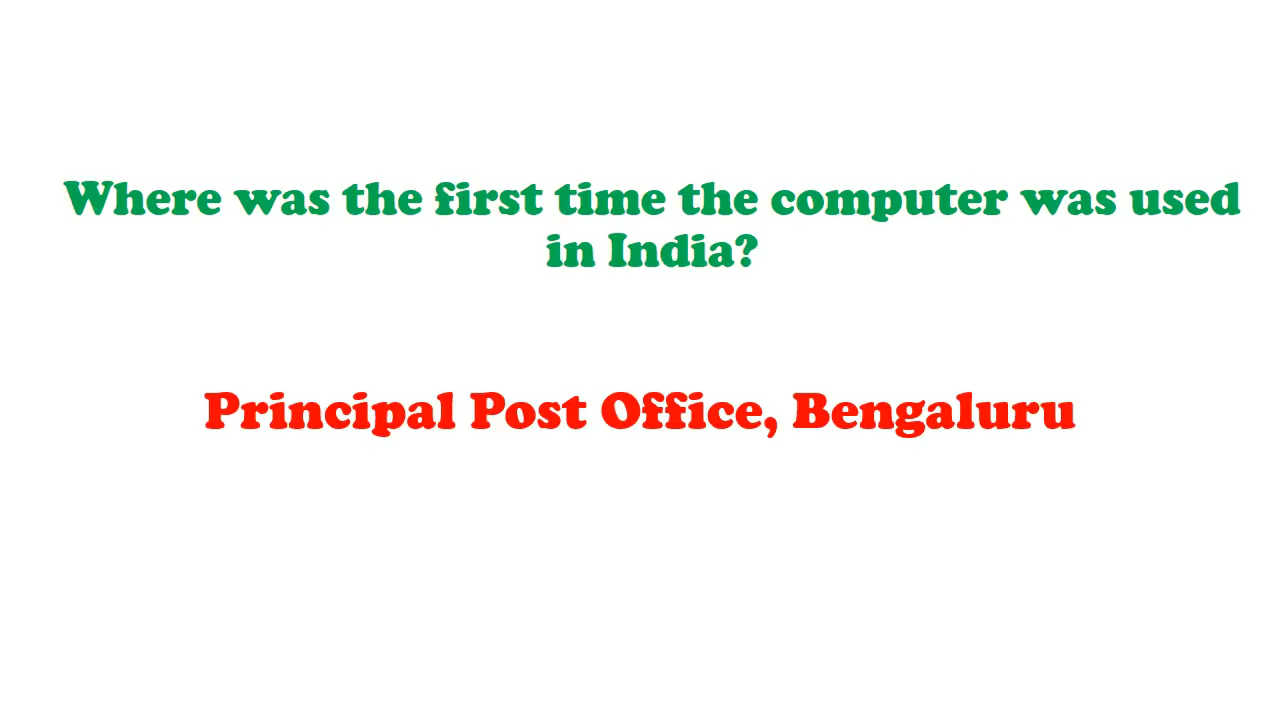 Where was the first time the computer was used
in India?
Principal Post Office, Bengaluru